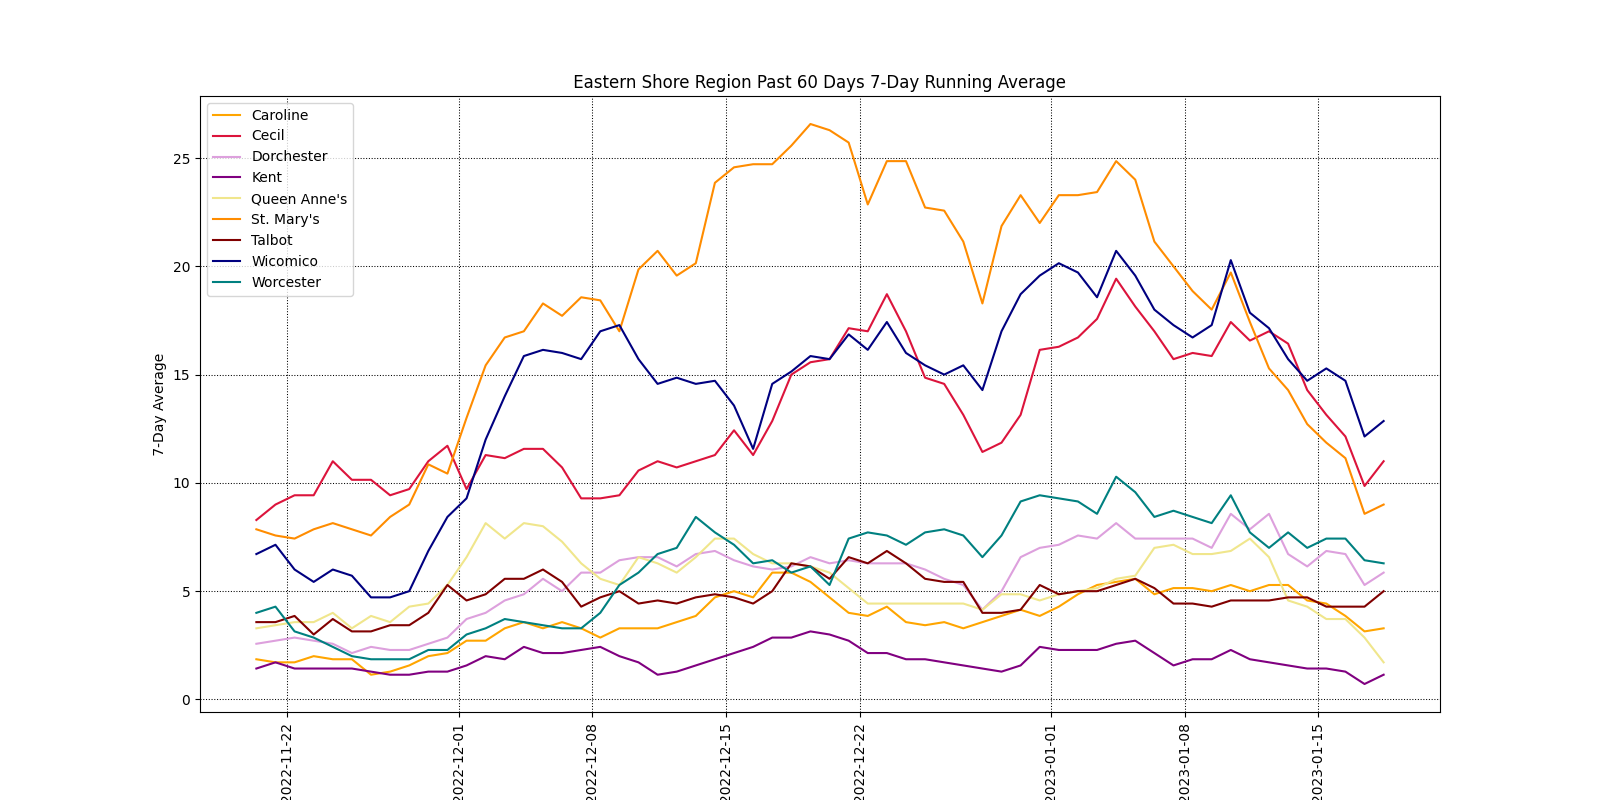 Eastern Shore Region Past 60 Days 7-Day Running Average
Caroline
Cecil
Dorchester
Kent
Queen Anne's
St. Mary's
Talbot
Wicomico
Worcester
7-Day Average
25
20
15
10
5
0
2022-11-22
2022-12-01
2022-12-08
2022-12-15
2022-12-22
2023-01-01
2023-01-08
2023-01-15